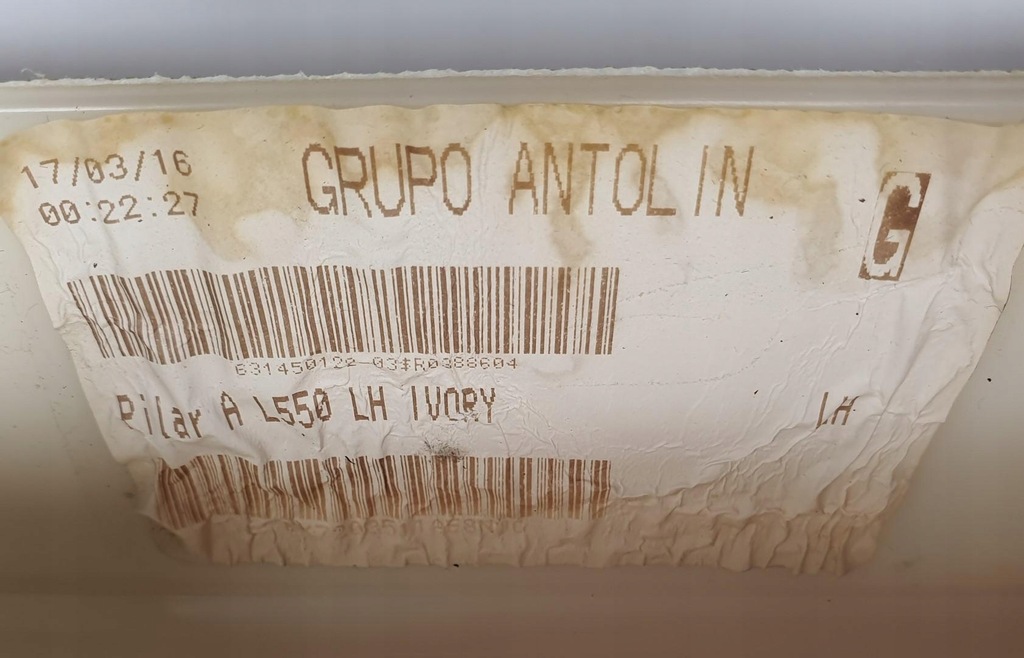 17/03/16
00:22:27
GRUPO ANTOLIN
G
631450122-03$R0388604
Pilar A L550 LH IVORY
LH